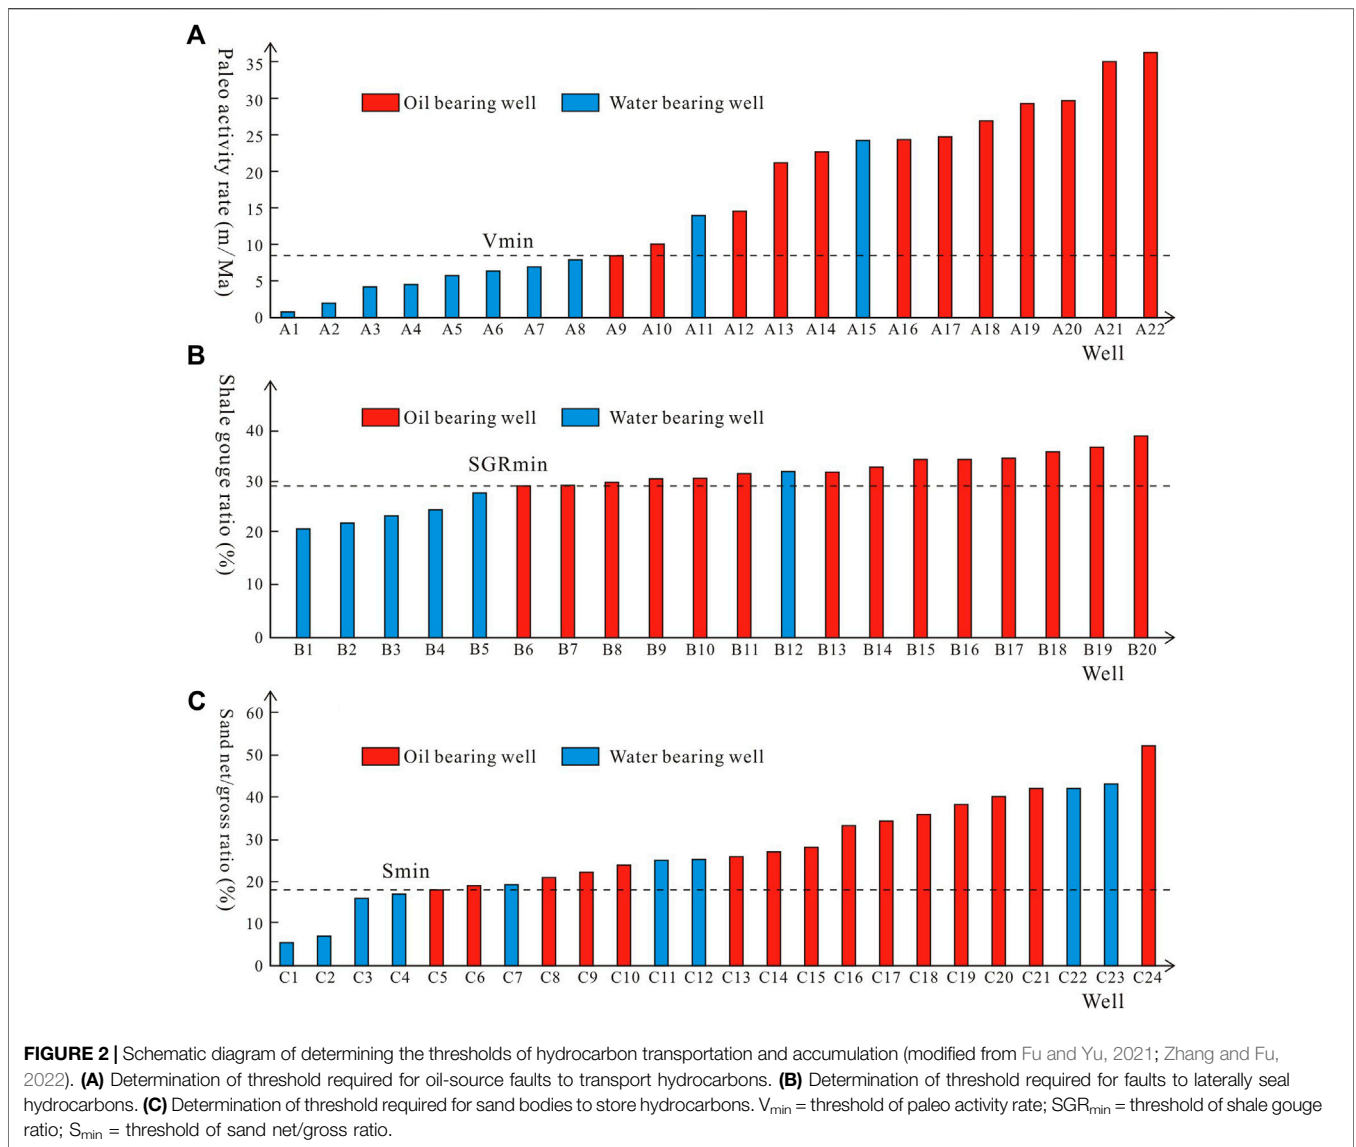 A
Paleo activity rate (m/Ma)
35
30
25
20
15
10
5
0
Oil bearing well
Water bearing well
Vmin
A1 A2 A3 A4 A5 A6 A7 A8 A9 A10 A11 A12 A13 A14 A15 A16 A17 A18 A19 A20 A21 A22
Well
B
Shale gouge ratio (%)
40
30
20
10
0
Oil bearing well
Water bearing well
SGRmin
B1 B2 B3 B4 B5 B6 B7 B8 B9 B10 B11 B12 B13 B14 B15 B16 B17 B18 B19 B20
Well
C
Sand net/gross ratio (%)
60
50
40
30
20
10
0
Oil bearing well
Water bearing well
Smin
C1 C2 C3 C4 C5 C6 C7 C8 C9 C10 C11 C12 C13 C14 C15 C16 C17 C18 C19 C20 C21 C22 C23 C24
Well
FIGURE 2 | Schematic diagram of determining the thresholds of hydrocarbon transportation and accumulation (modified from Fu and Yu, 2021; Zhang and Fu,
2022). (A) Determination of threshold required for oil-source faults to transport hydrocarbons. (B) Determination of threshold required for faults to laterally seal
hydrocarbons. (C) Determination of threshold required for sand bodies to store hydrocarbons. Vmin = threshold of paleo activity rate; SGRmin = threshold of shale gouge
ratio; Smin = threshold of sand net/gross ratio.